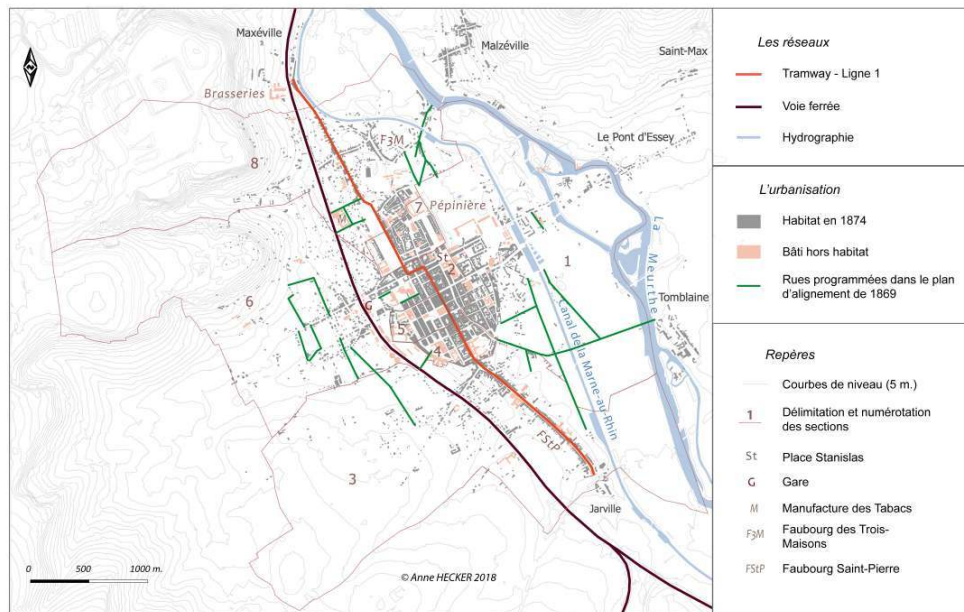 Maxéville
Malzéville
Saint-Max
Brasseries
F3M
Le Pont d'Essey
8
M
7
Pépinière
La Meurthe
St
2
1
6
G
Tomblaine
5
4
Canal de la Marne au Rhin
FStP
3
Jarville
0 500 1000 m.
© Anne HECKER 2018
Les réseaux
Tramway - Ligne 1
Voie ferrée
Hydrographie
L'urbanisation
Habitat en 1874
Bâti hors habitat
Rues programmées dans le plan
d'alignement de 1869
Repères
Courbes de niveau (5 m.)
1 Délimitation et numérotation
des sections
St Place Stanislas
G Gare
M Manufacture des Tabacs
F3M Faubourg des Trois-
Maisons
FStP Faubourg Saint-Pierre